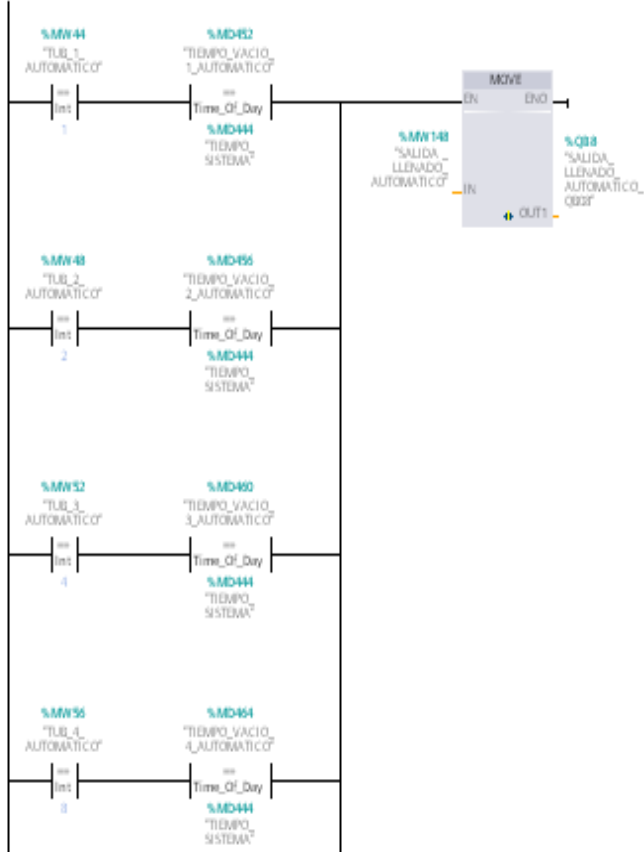 %MW44
"TUB_1_
AUTOMATICO"
==
Int
1
%MD452
"TIEMPO_VACIO_
1_AUTOMATICO"
==
Time_Of_Day
%MD444
"TIEMPO_
SISTEMA"
MOVE
EN
ENO
%MW148
"SALIDA_
LLENADO_
AUTOMATICO"
IN
OUT1
%QB8
"SALIDA_
LLENADO_
AUTOMATICO_
QB08"
%MW48
"TUB_2_
AUTOMATICO"
==
Int
2
%MD456
"TIEMPO_VACIO_
2_AUTOMATICO"
==
Time_Of_Day
%MD444
"TIEMPO_
SISTEMA"
%MW52
"TUB_3_
AUTOMATICO"
==
Int
4
%MD460
"TIEMPO_VACIO_
3_AUTOMATICO"
==
Time_Of_Day
%MD444
"TIEMPO_
SISTEMA"
%MW56
"TUB_4_
AUTOMATICO"
==
Int
8
%MD464
"TIEMPO_VACIO_
4_AUTOMATICO"
==
Time_Of_Day
%MD444
"TIEMPO_
SISTEMA"